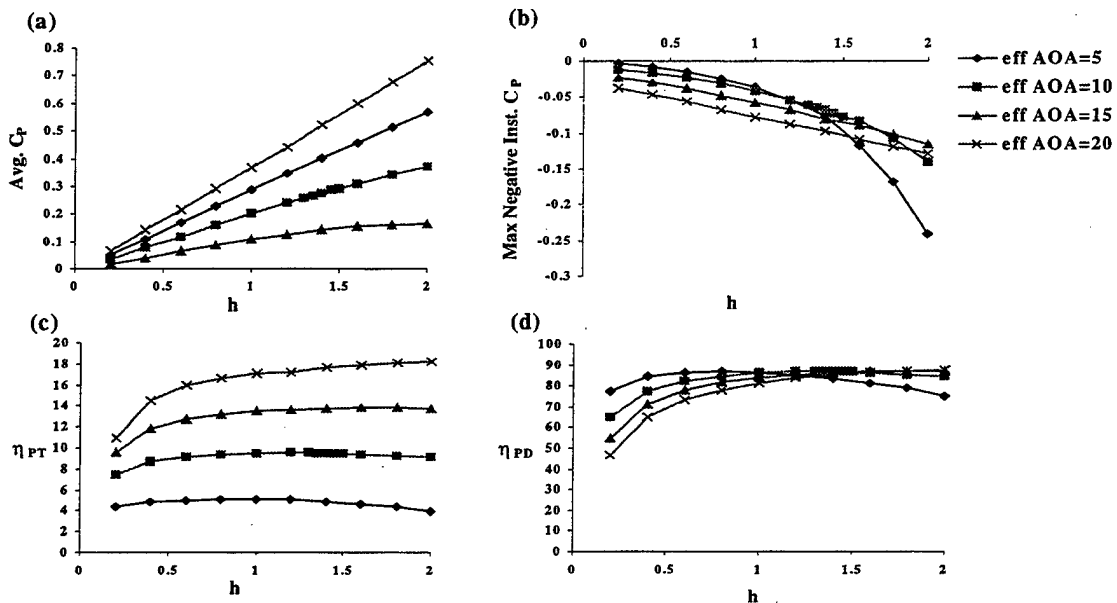 (a)
0.8
0.7
0.6
0.5
0.4
0.3
0.2
0.1
0
Avg. CP
0 0.5 1 1.5 2
h
(b)
0 0.5 1 1.5 2
0
-0.05
-0.1
-0.15
-0.2
-0.25
-0.3
Max Negative Inst. CP
h
eff AOA=5
eff AOA=10
eff AOA=15
eff AOA=20
(c)
20
18
16
14
12
10
8
6
4
2
0
ηPT
0 0.5 1 1.5 2
h
(d)
100
90
80
70
60
50
40
30
20
10
0
ηPD
0 0.5 1 1.5 2
h